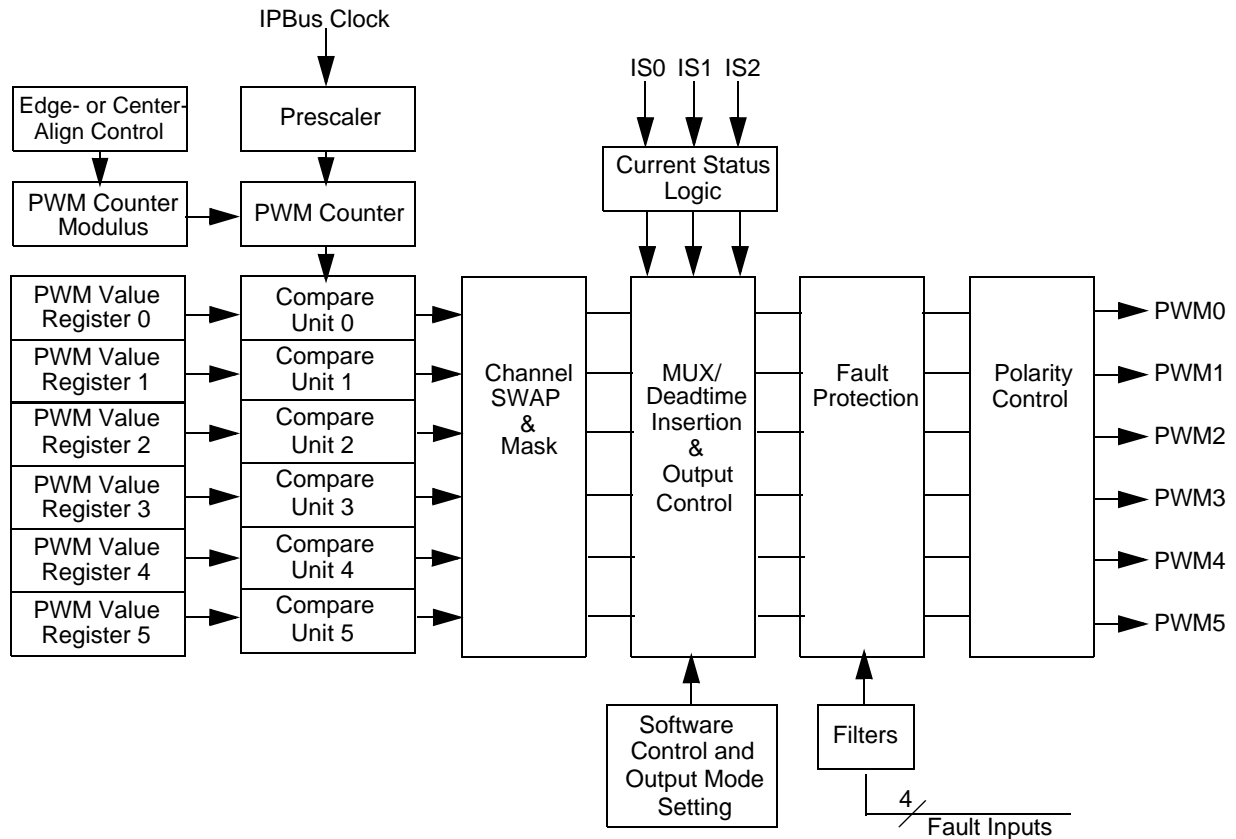 IPBus Clock
IS0 IS1 IS2
Edge- or Center-
Align Control
Prescaler
Current Status
Logic
PWM Counter
Modulus
PWM Counter
PWM Value
Register 0
Compare
Unit 0
PWM0
PWM Value
Register 1
Compare
Unit 1
PWM1
PWM Value
Register 2
Compare
Unit 2
PWM2
PWM Value
Register 3
Compare
Unit 3
PWM3
PWM Value
Register 4
Compare
Unit 4
PWM4
PWM Value
Register 5
Compare
Unit 5
PWM5
Channel
SWAP
&
Mask
MUX/
Deadtime
Insertion
&
Output
Control
Fault
Protection
Polarity
Control
Software
Control and
Output Mode
Setting
Filters
4
Fault Inputs